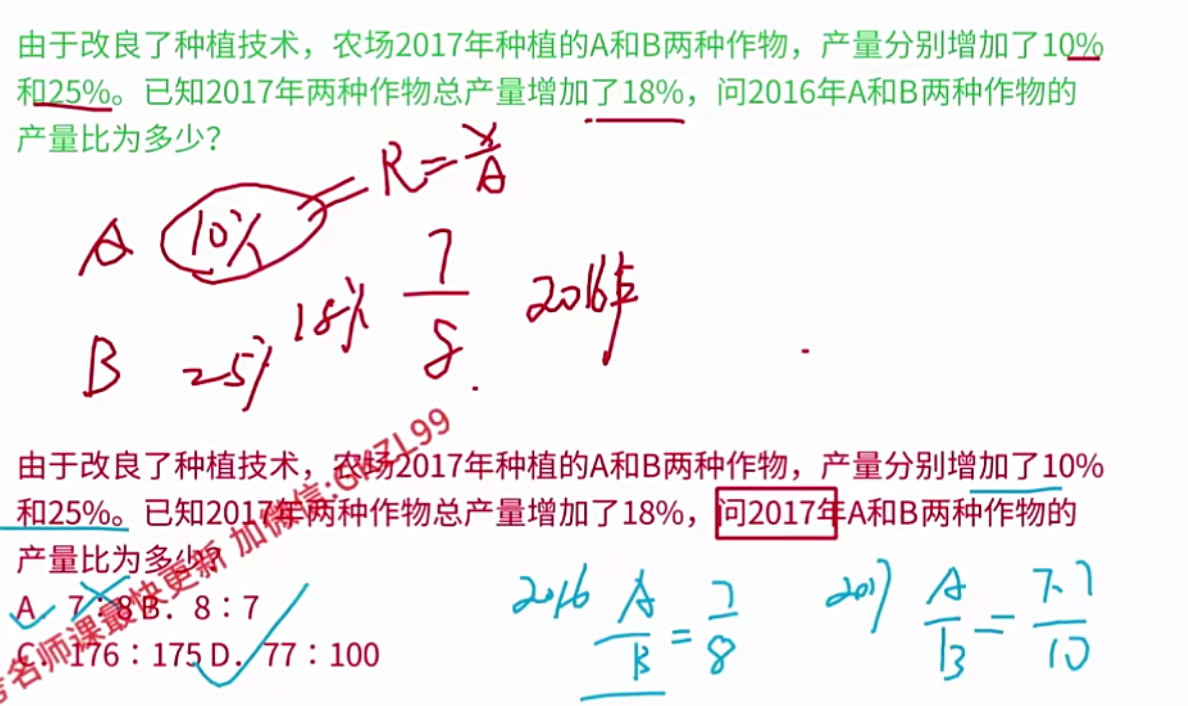 由于改良了种植技术，农场2017年种植的A和B两种作物，产量分别增加了10%
和25%。已知2017年两种作物总产量增加了18%，问2016年A和B两种作物的
产量比为多少？
A 10% = R = X/A
B 25% 18% 7/8 2016年
由于改良了种植技术，农场2017年种植的A和B两种作物，产量分别增加了10%
和25%。已知2017年两种作物总产量增加了18%，问2017年A和B两种作物的
产量比为多少？
A．7：8 B．8：7
C．176：175 D．77：100
2016 A/B = 7/8 2017 A/B = 7.7/10
名师课最快更新 加微信:GKZL99